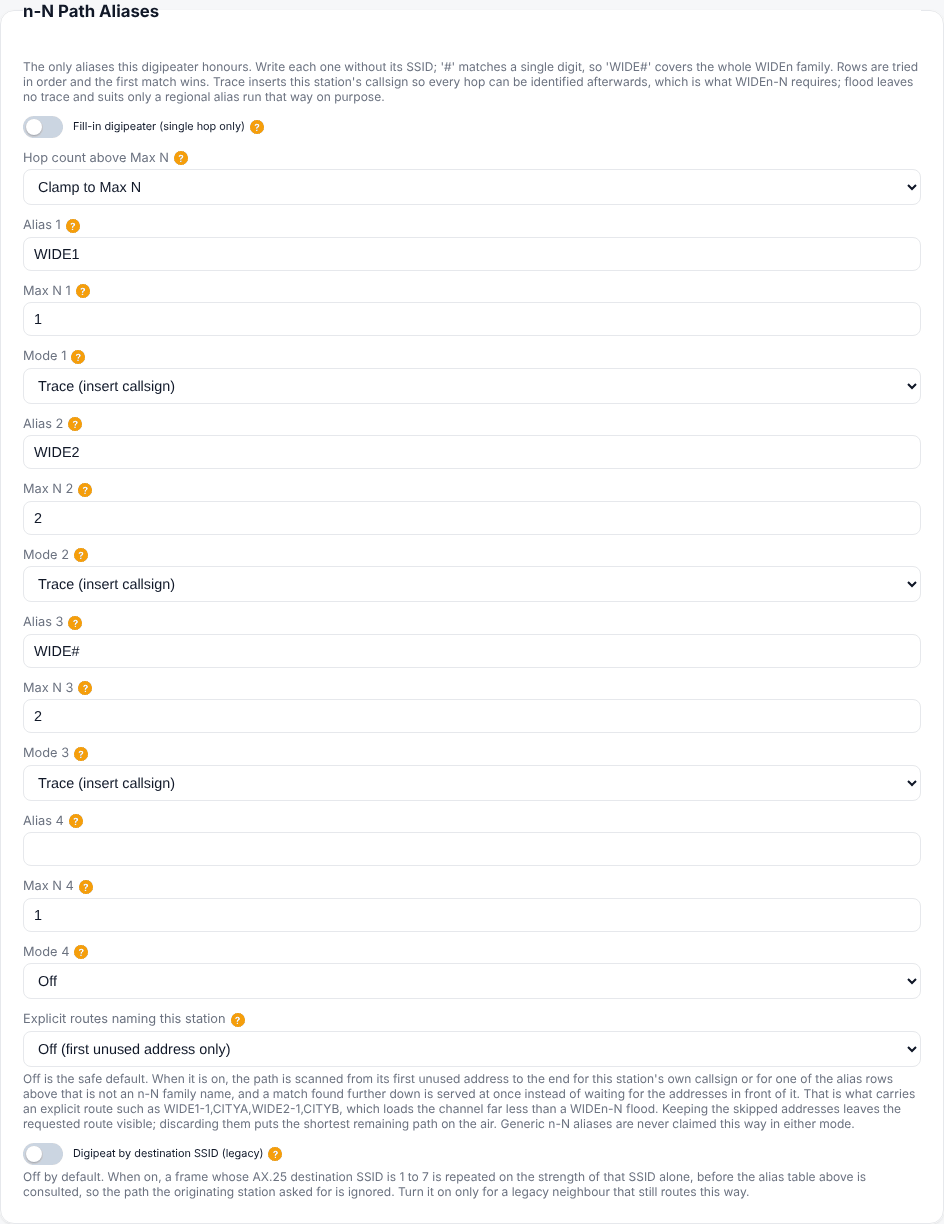 n-N Path Aliases
The only aliases this digipeater honours. Write each one without its SSID; '#' matches a single digit, so 'WIDE#' covers the whole WIDEn family. Rows are tried
in order and the first match wins. Trace inserts this station's callsign so every hop can be identified afterwards, which is what WIDEn-N requires; flood leaves
no trace and suits only a regional alias run that way on purpose.
Fill-in digipeater (single hop only) ?
Hop count above Max N ?
Clamp to Max N
Alias 1 ?
WIDE1
Max N 1 ?
1
Mode 1 ?
Trace (insert callsign)
Alias 2 ?
WIDE2
Max N 2 ?
2
Mode 2 ?
Trace (insert callsign)
Alias 3 ?
WIDE#
Max N 3 ?
2
Mode 3 ?
Trace (insert callsign)
Alias 4 ?
Max N 4 ?
1
Mode 4 ?
Off
Explicit routes naming this station ?
Off (first unused address only)
Off is the safe default. When it is on, the path is scanned from its first unused address to the end for this station's own callsign or for one of the alias rows
above that is not an n-N family name, and a match found further down is served at once instead of waiting for the addresses in front of it. That is what carries
an explicit route such as WIDE1-1,CITYA,WIDE2-1,CITYB, which loads the channel far less than a WIDEn-N flood. Keeping the skipped addresses leaves the
requested route visible; discarding them puts the shortest remaining path on the air. Generic n-N aliases are never claimed this way in either mode.
Digipeat by destination SSID (legacy) ?
Off by default. When on, a frame whose AX.25 destination SSID is 1 to 7 is repeated on the strength of that SSID alone, before the alias table above is
consulted, so the path the originating station asked for is ignored. Turn it on only for a legacy neighbour that still routes this way.